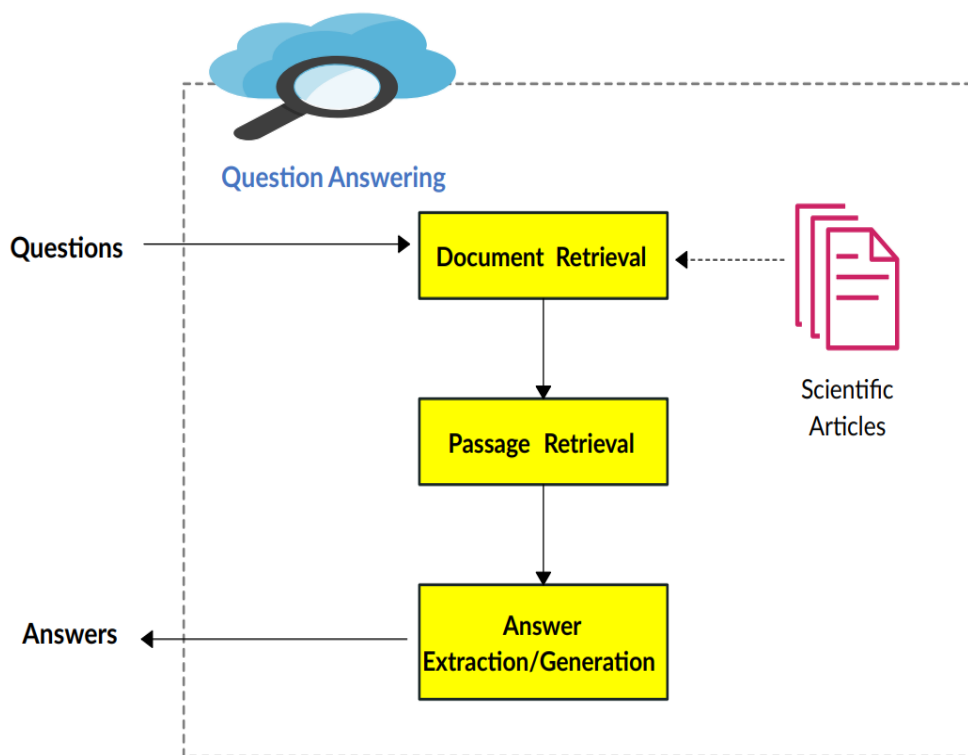 Question Answering
Questions
Document Retrieval
Scientific
Articles
Passage Retrieval
Answers
Answer
Extraction/Generation